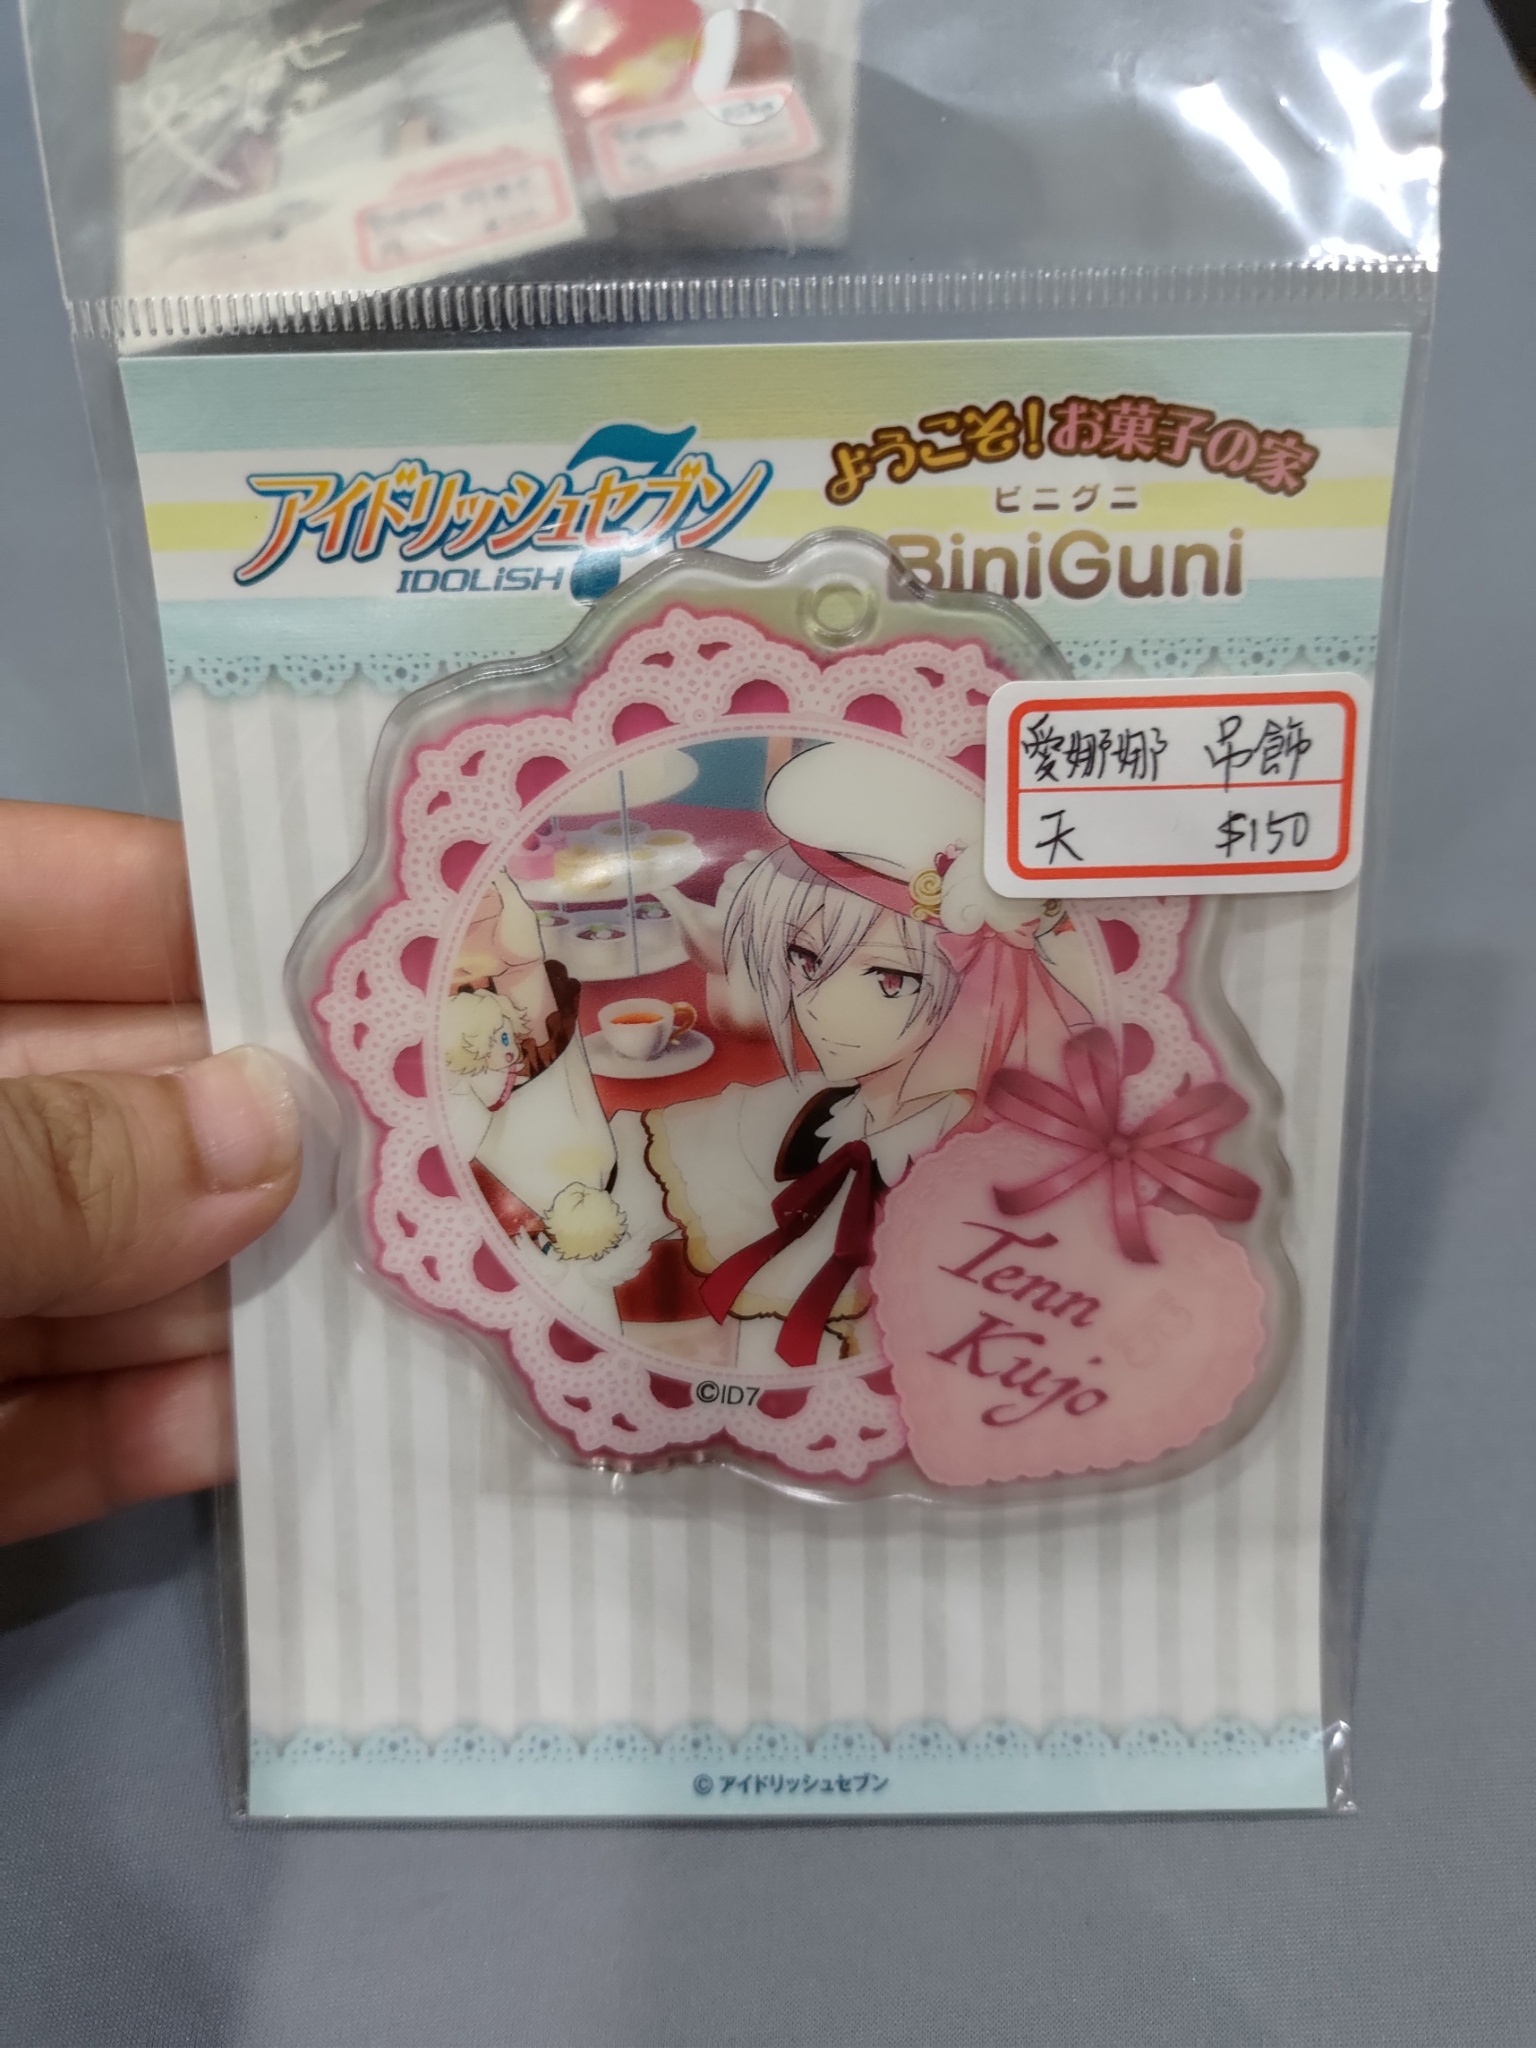 アイドリッシュセブン
7
IDOLiSH
ようこそ！お菓子の家
ビニグニ
BiniGuni
愛娜娜 吊飾
天 $150
Tenn
Kujo
©ID7
© アイドリッシュセブン